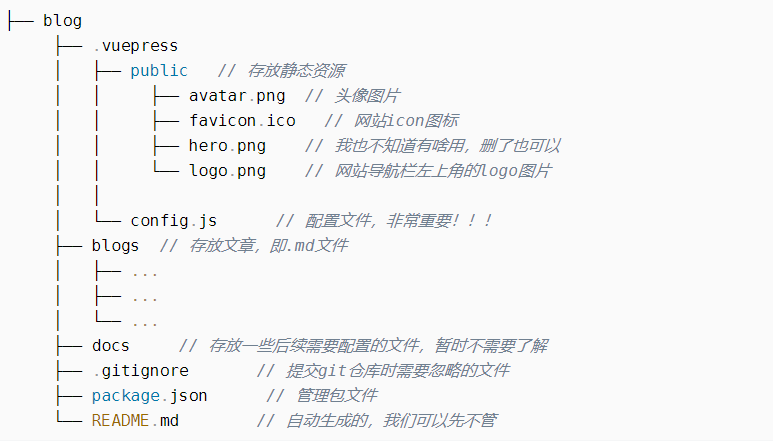 ├── blog
    ├── .vuepress
    │   ├── public   // 存放静态资源
    │   │     ├── avatar.png  // 头像图片
    │   │     ├── favicon.ico   // 网站icon图标
    │   │     ├── hero.png    // 我也不知道有啥用，删了也可以
    │   │     └── logo.png    // 网站导航栏左上角的logo图片
    │   │
    │   └── config.js      // 配置文件，非常重要！！！
    ├── blogs  // 存放文章，即.md文件
    │   ├── ...
    │   ├── ...
    │   └── ...
    ├── docs     // 存放一些后续需要配置的文件，暂时不需要了解
    ├── .gitignore       // 提交git仓库时需要忽略的文件
    ├── package.json      // 管理包文件
    └── README.md        // 自动生成的，我们可以先不管